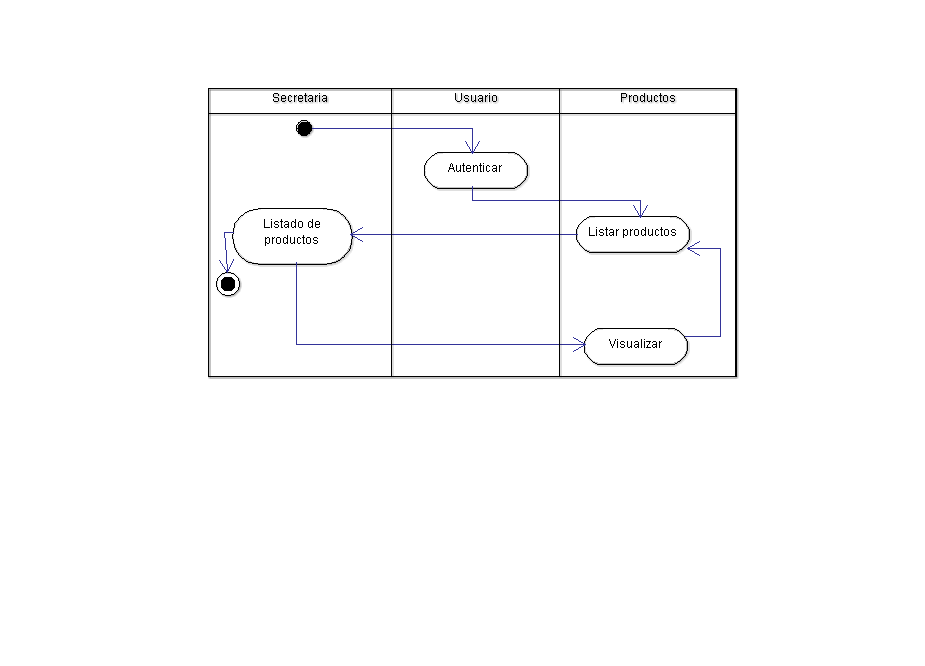 Secretaria
Usuario
Productos
Autenticar
Listado de
productos
Listar productos
Visualizar